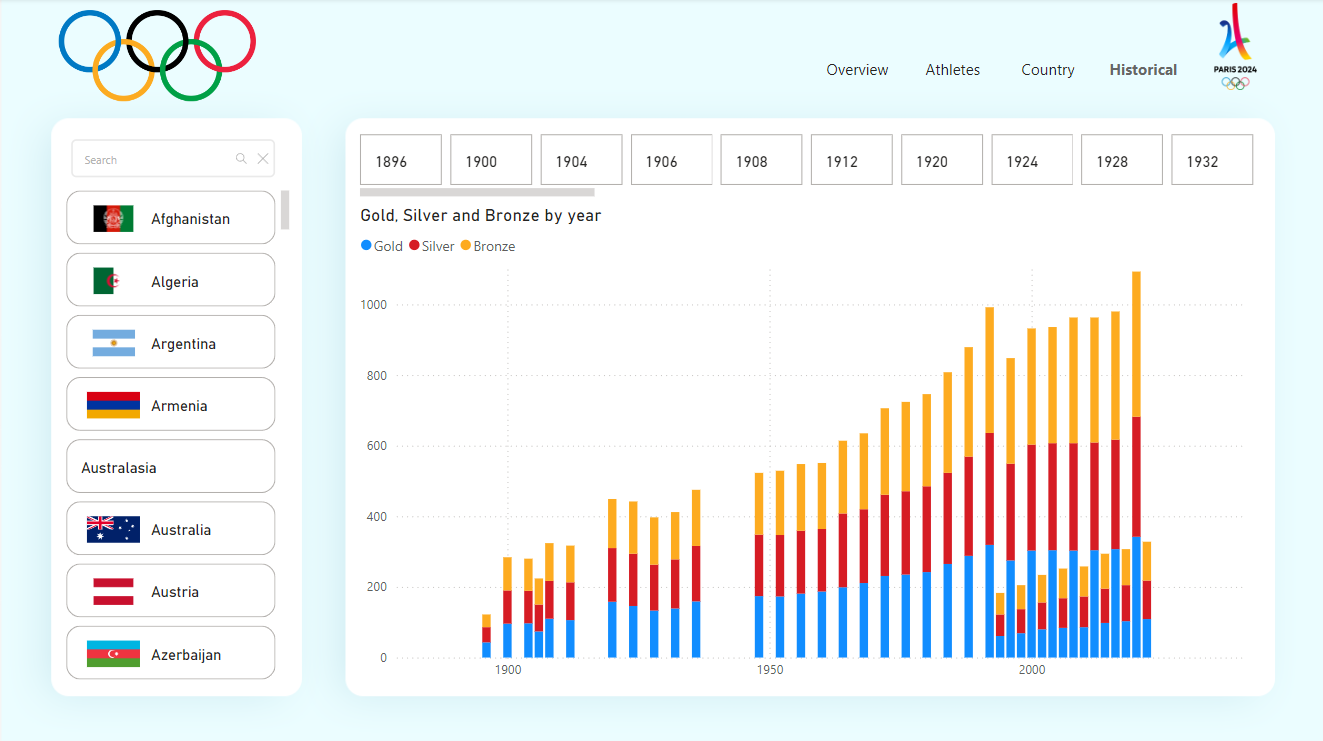 Overview Athletes Country Historical
PARIS 2024
Search
Afghanistan
Algeria
Argentina
Armenia
Australasia
Australia
Austria
Azerbaijan
1896 1900 1904 1906 1908 1912 1920 1924 1928 1932
Gold, Silver and Bronze by year
Gold Silver Bronze
1000
800
600
400
200
0
1900 1950 2000